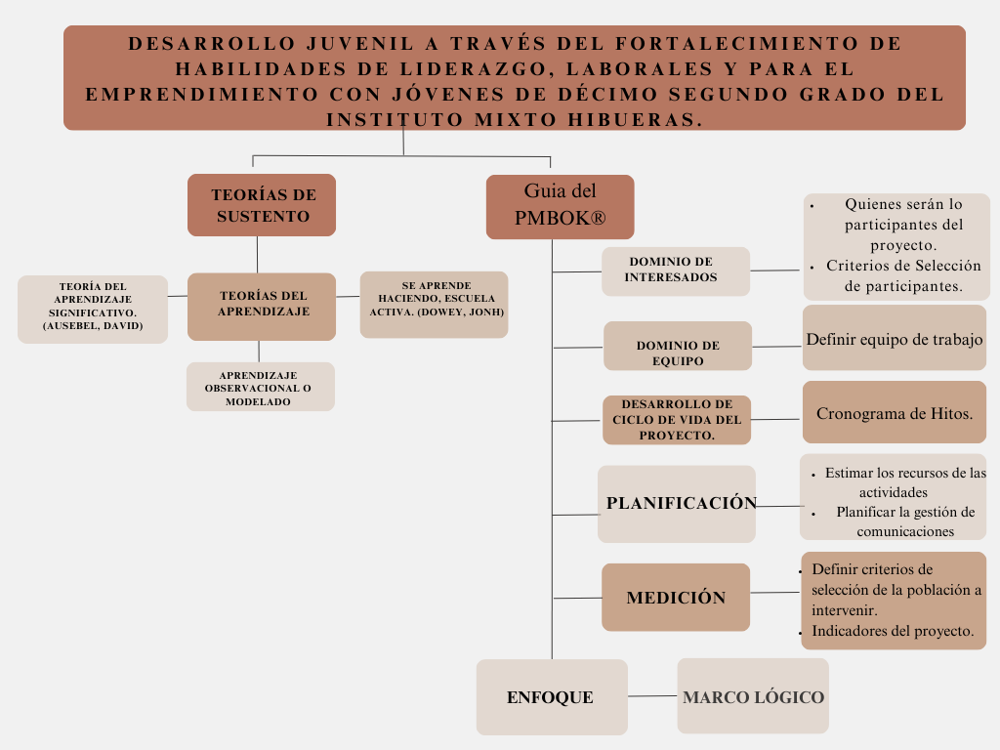 DESARROLLO JUVENIL A TRAVÉS DEL FORTALECIMIENTO DE
HABILIDADES DE LIDERAZGO, LABORALES Y PARA EL
EMPRENDIMIENTO CON JÓVENES DE DÉCIMO SEGUNDO GRADO DEL
INSTITUTO MIXTO HIBUERAS.
TEORÍAS DE
SUSTENTO
TEORÍA DEL
APRENDIZAJE
SIGNIFICATIVO.
(AUSEBEL, DAVID)
TEORÍAS DEL
APRENDIZAJE
SE APRENDE
HACIENDO, ESCUELA
ACTIVA. (DOWEY, JONH)
APRENDIZAJE
OBSERVACIONAL O
MODELADO
Guia del
PMBOK®
DOMINIO DE
INTERESADOS
• Quienes serán lo
participantes del
proyecto.
• Criterios de Selección
de participantes.
DOMINIO DE
EQUIPO
Definir equipo de trabajo
DESARROLLO DE
CICLO DE VIDA DEL
PROYECTO.
Cronograma de Hitos.
PLANIFICACIÓN
• Estimar los recursos de las
actividades
• Planificar la gestión de
comunicaciones
MEDICIÓN
• Definir criterios de
selección de la población a
intervenir.
• Indicadores del proyecto.
ENFOQUE
MARCO LÓGICO